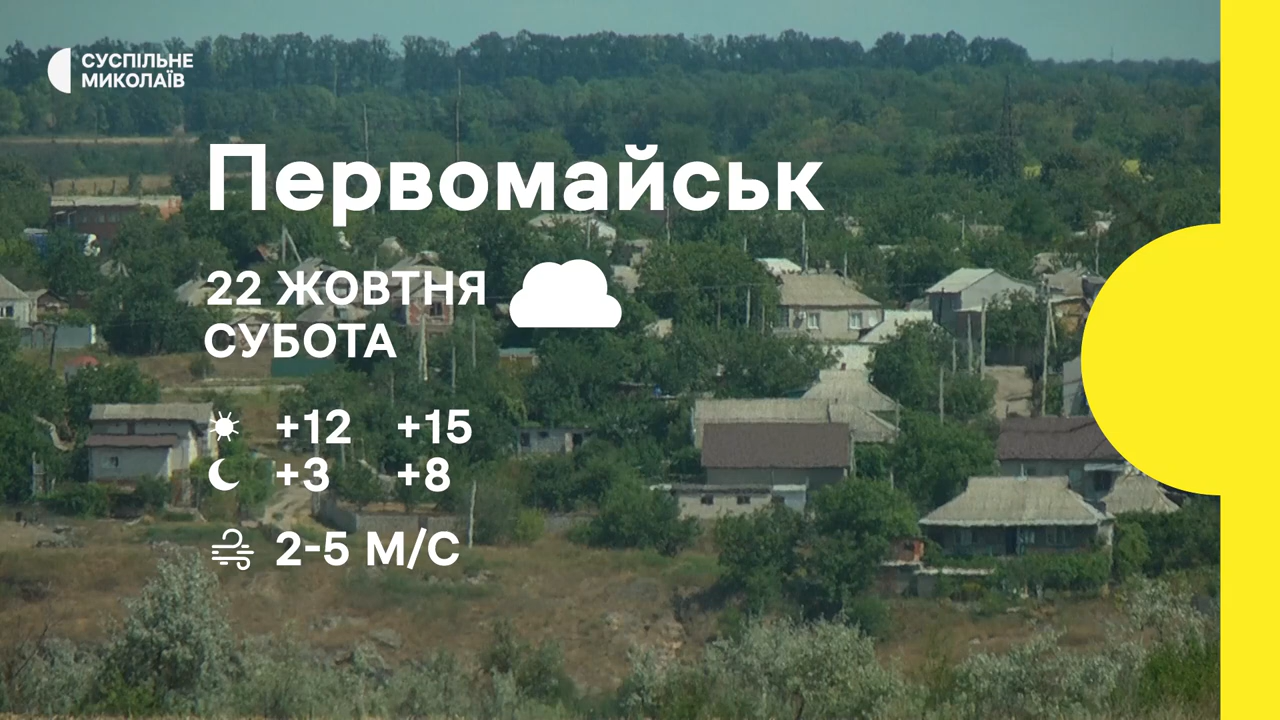 СУСПІЛЬНЕ
МИКОЛАЇВ
Первомайськ
22 ЖОВТНЯ
СУБОТА
+12 +15
+3 +8
2-5 М/С